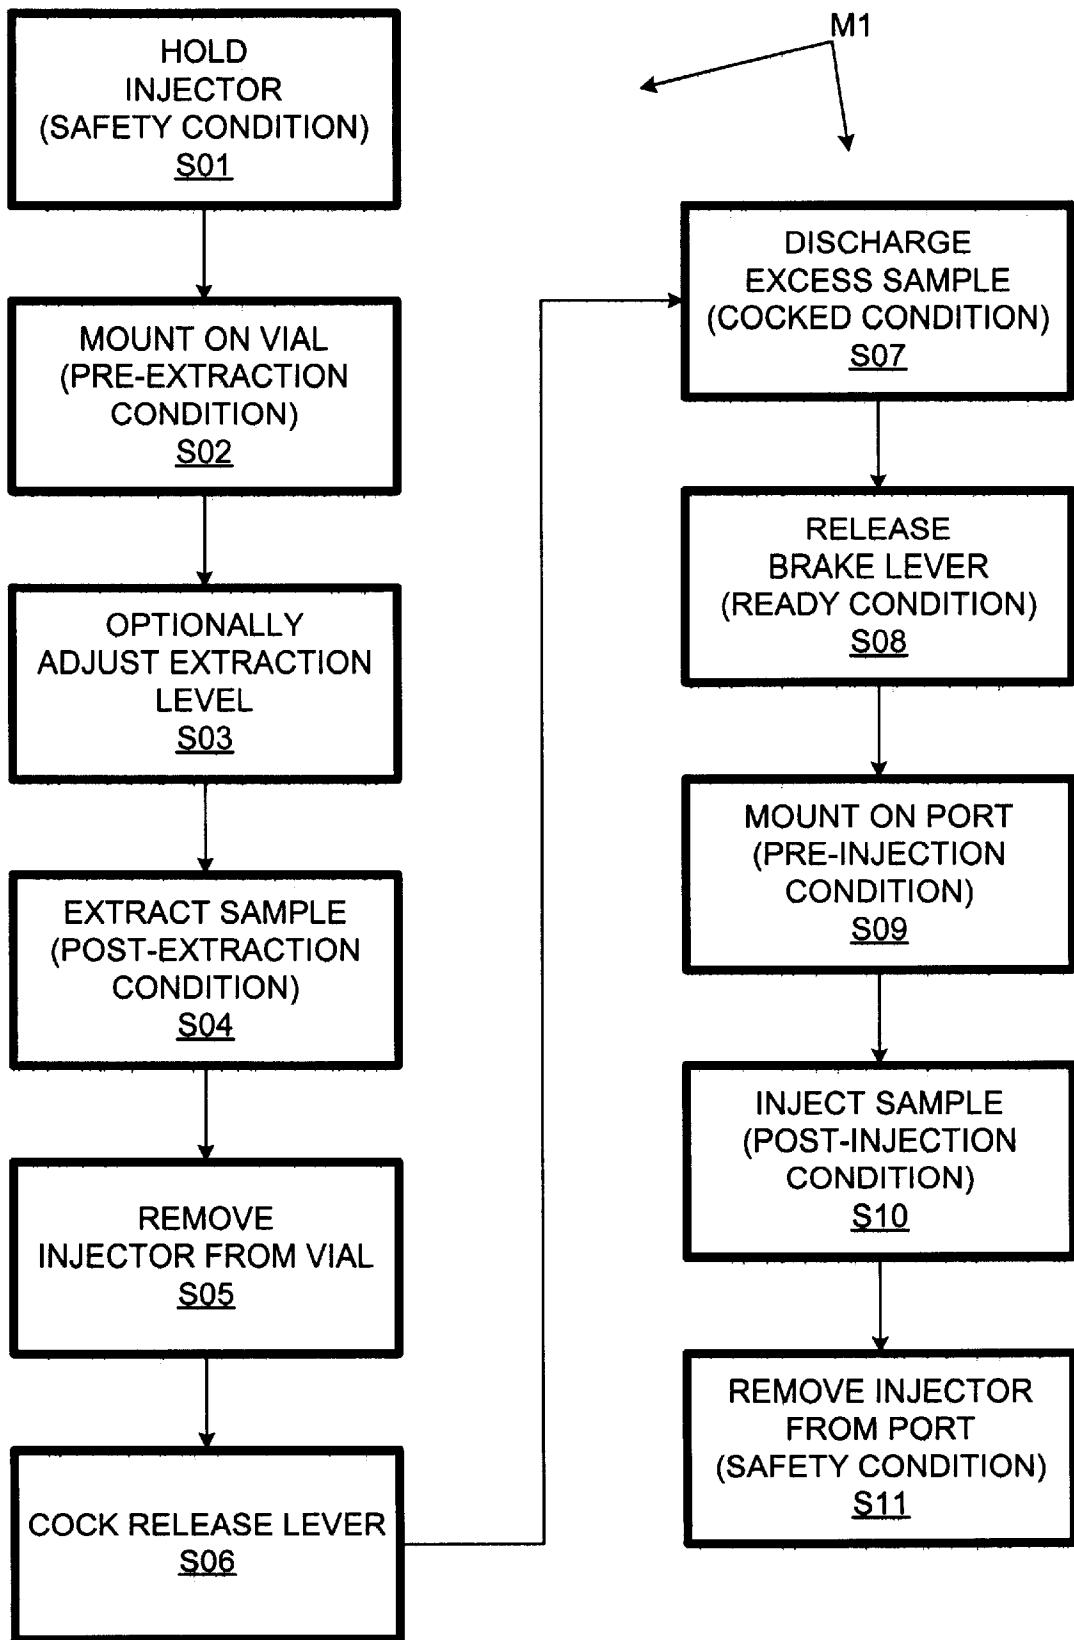 HOLD
INJECTOR
(SAFETY CONDITION)
S01
MOUNT ON VIAL
(PRE-EXTRACTION
CONDITION)
S02
OPTIONALLY
ADJUST EXTRACTION
LEVEL
S03
EXTRACT SAMPLE
(POST-EXTRACTION
CONDITION)
S04
REMOVE
INJECTOR FROM VIAL
S05
COCK RELEASE LEVER
S06
M1
DISCHARGE
EXCESS SAMPLE
(COCKED CONDITION)
S07
RELEASE
BRAKE LEVER
(READY CONDITION)
S08
MOUNT ON PORT
(PRE-INJECTION
CONDITION)
S09
INJECT SAMPLE
(POST-INJECTION
CONDITION)
S10
REMOVE INJECTOR
FROM PORT
(SAFETY CONDITION)
S11